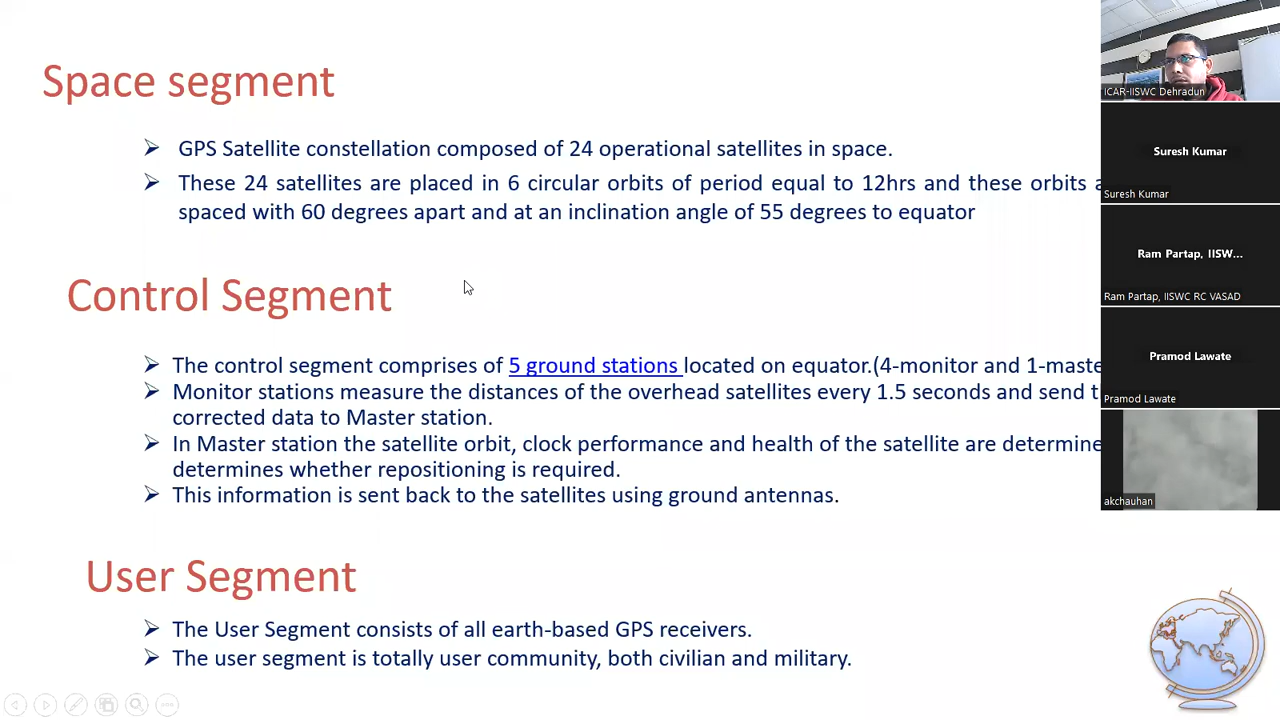 Space segment
GPS Satellite constellation composed of 24 operational satellites in space.
These 24 satellites are placed in 6 circular orbits of period equal to 12hrs and these orbits
spaced with 60 degrees apart and at an inclination angle of 55 degrees to equator
Control Segment
The control segment comprises of 5 ground stations located on equator.(4-monitor and 1-maste
Monitor stations measure the distances of the overhead satellites every 1.5 seconds and send
corrected data to Master station.
In Master station the satellite orbit, clock performance and health of the satellite are determine
determines whether repositioning is required.
This information is sent back to the satellites using ground antennas.
User Segment
The User Segment consists of all earth-based GPS receivers.
The user segment is totally user community, both civilian and military.
ICAR-IISWC Dehradun
Suresh Kumar
Suresh Kumar
Ram Partap, IISW...
Ram Partap, IISWC RC VASAD
Pramod Lawate
Pramod Lawate
akchauhan